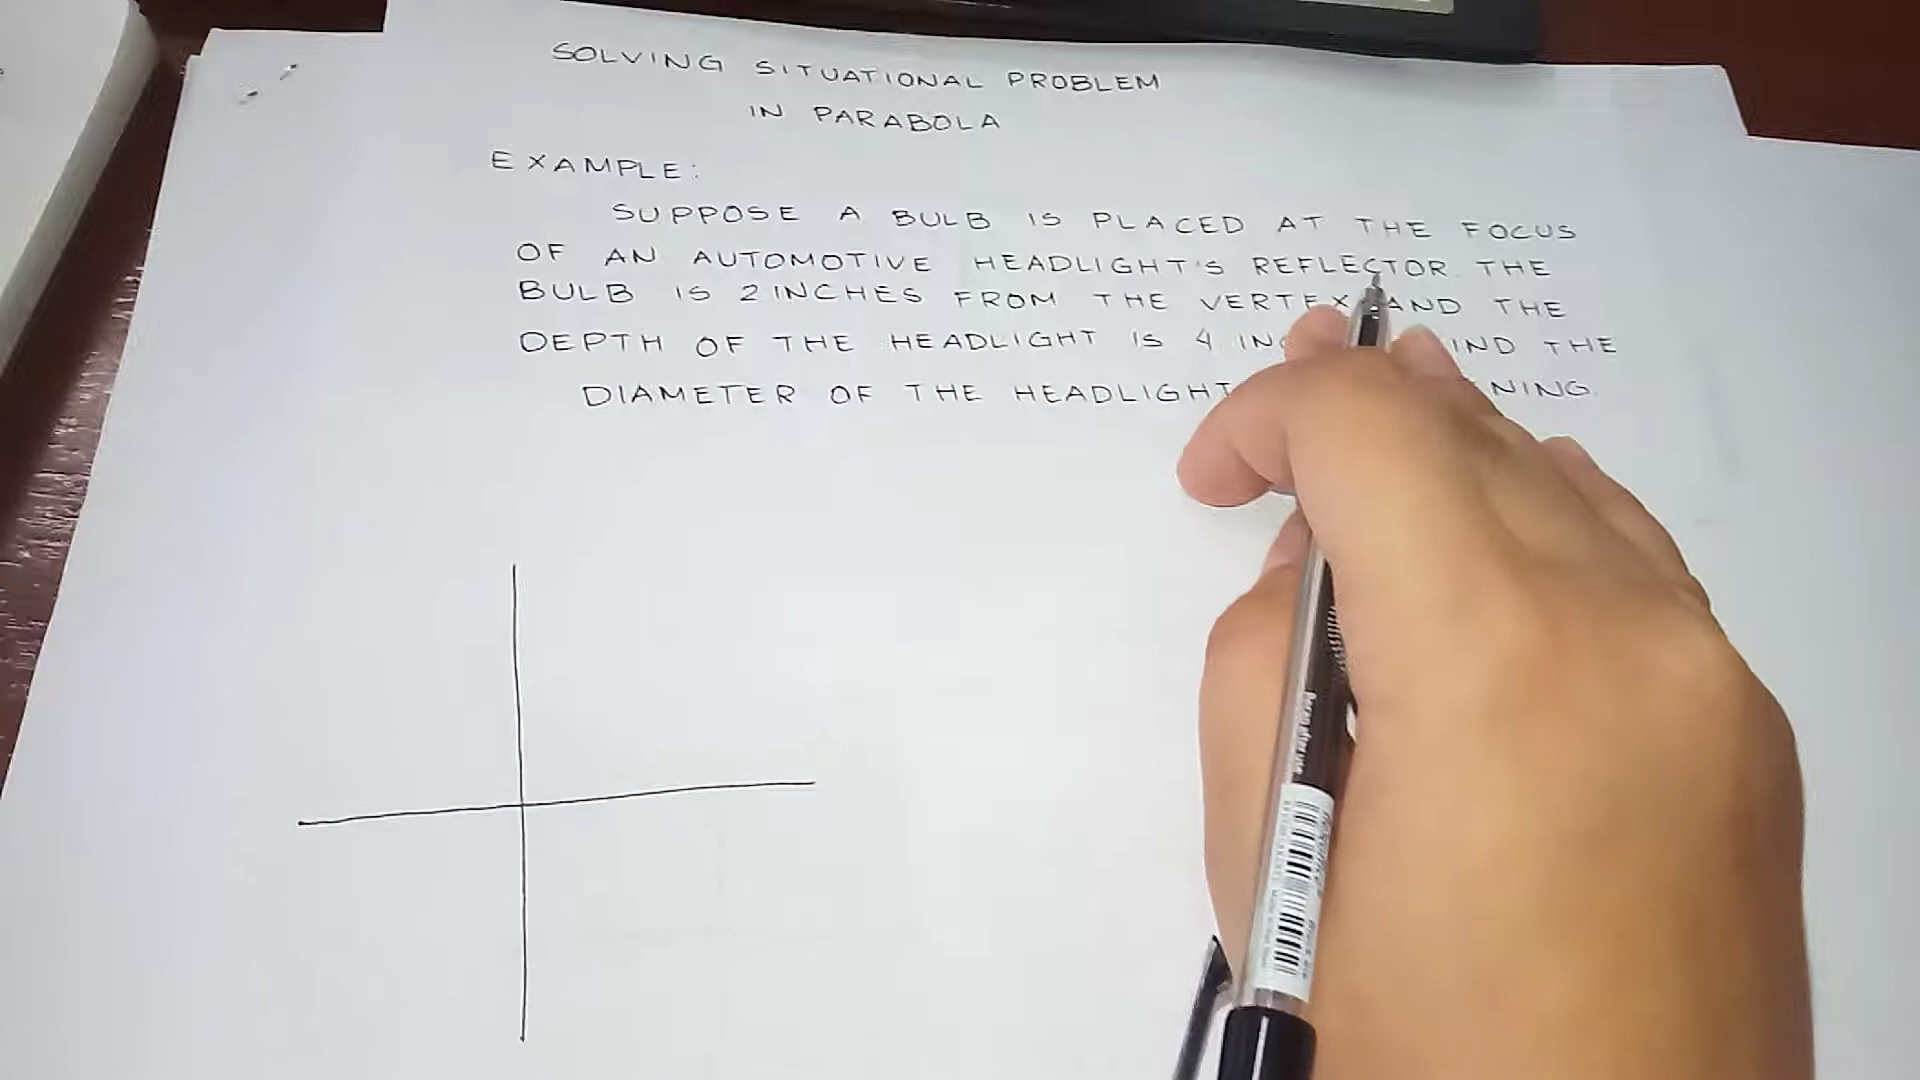 SOLVING SITUATIONAL PROBLEM
IN PARABOLA
EXAMPLE:
SUPPOSE A BULB IS PLACED AT THE FOCUS
OF AN AUTOMOTIVE HEADLIGHT'S REFLECTOR. THE
BULB IS 2 INCHES FROM THE VERTEX AND THE
DEPTH OF THE HEADLIGHT IS 4 THE
DIAMETER OF THE HEADLIGHT